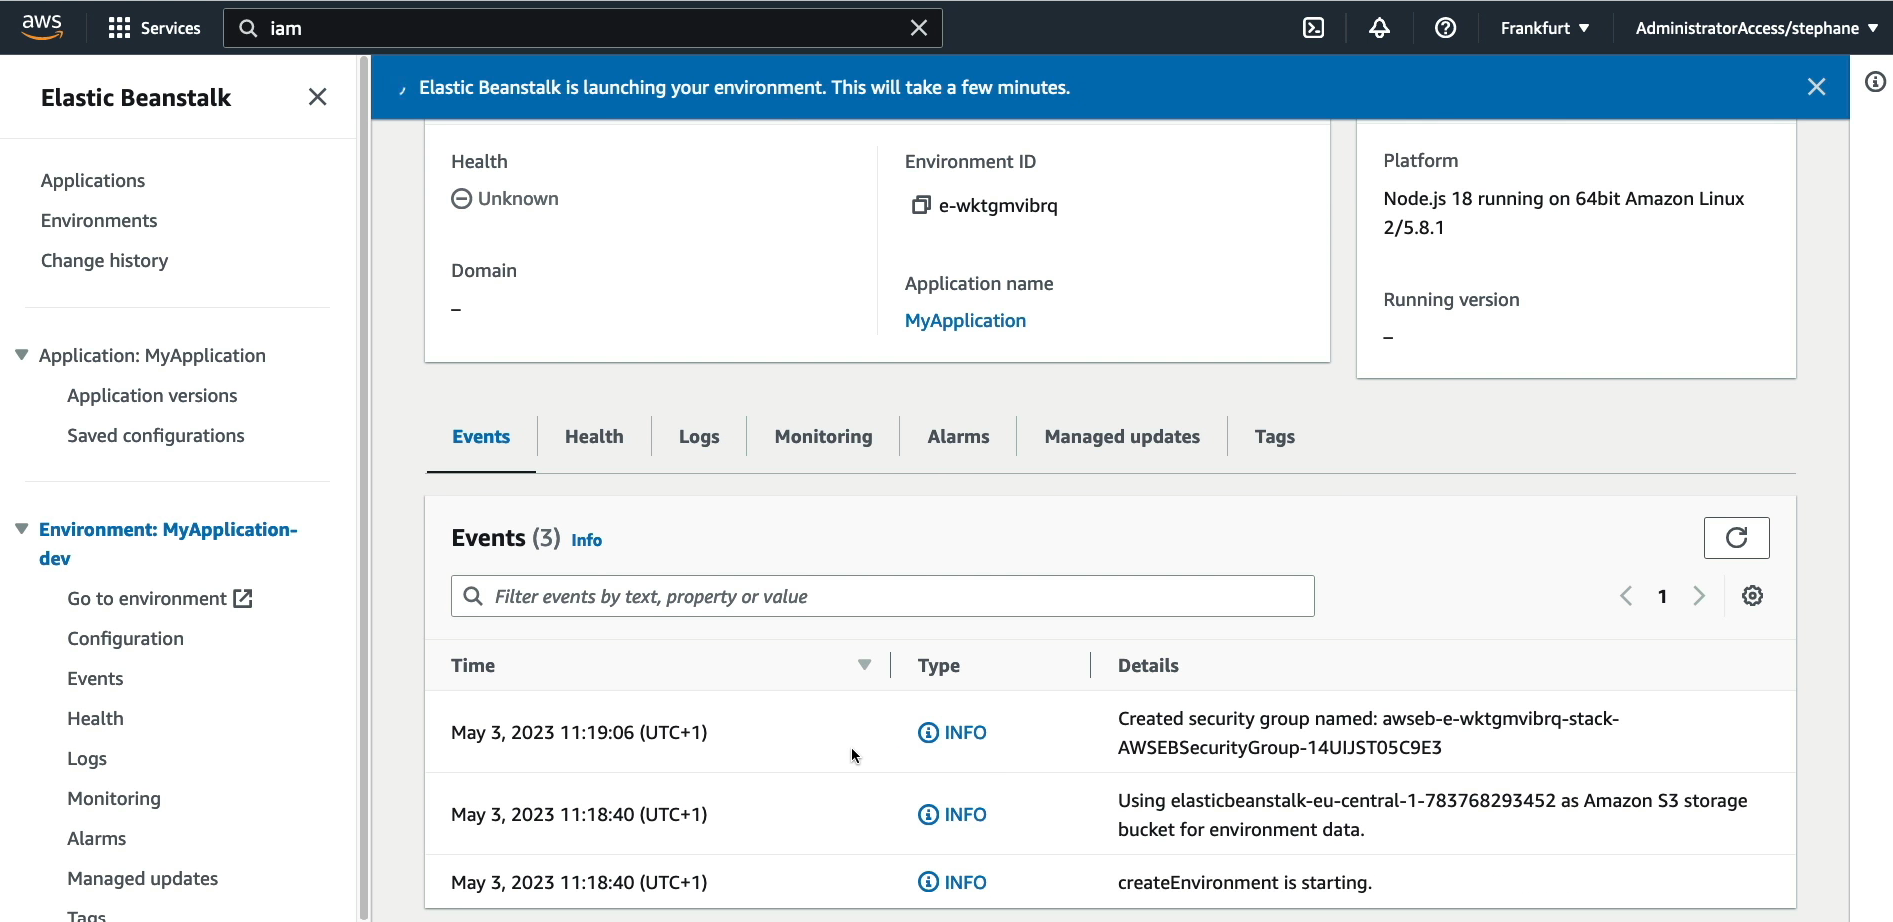 aws
Services
iam
Frankfurt
AdministratorAccess/stephane
Elastic Beanstalk
Applications
Environments
Change history
Application: MyApplication
Application versions
Saved configurations
Environment: MyApplication-
dev
Go to environment
Configuration
Events
Health
Logs
Monitoring
Alarms
Managed updates
Tags
Elastic Beanstalk is launching your environment. This will take a few minutes.
Health
Unknown
Domain
–
Environment ID
e-wktgmvibrq
Application name
MyApplication
Platform
Node.js 18 running on 64bit Amazon Linux
2/5.8.1
Running version
–
Events Health Logs Monitoring Alarms Managed updates Tags
Events (3) Info
Filter events by text, property or value
1
Time Type Details
May 3, 2023 11:19:06 (UTC+1) INFO Created security group named: awseb-e-wktgmvibrq-stack-
AWSEBSecurityGroup-14UIJST05C9E3
May 3, 2023 11:18:40 (UTC+1) INFO Using elasticbeanstalk-eu-central-1-783768293452 as Amazon S3 storage
bucket for environment data.
May 3, 2023 11:18:40 (UTC+1) INFO createEnvironment is starting.